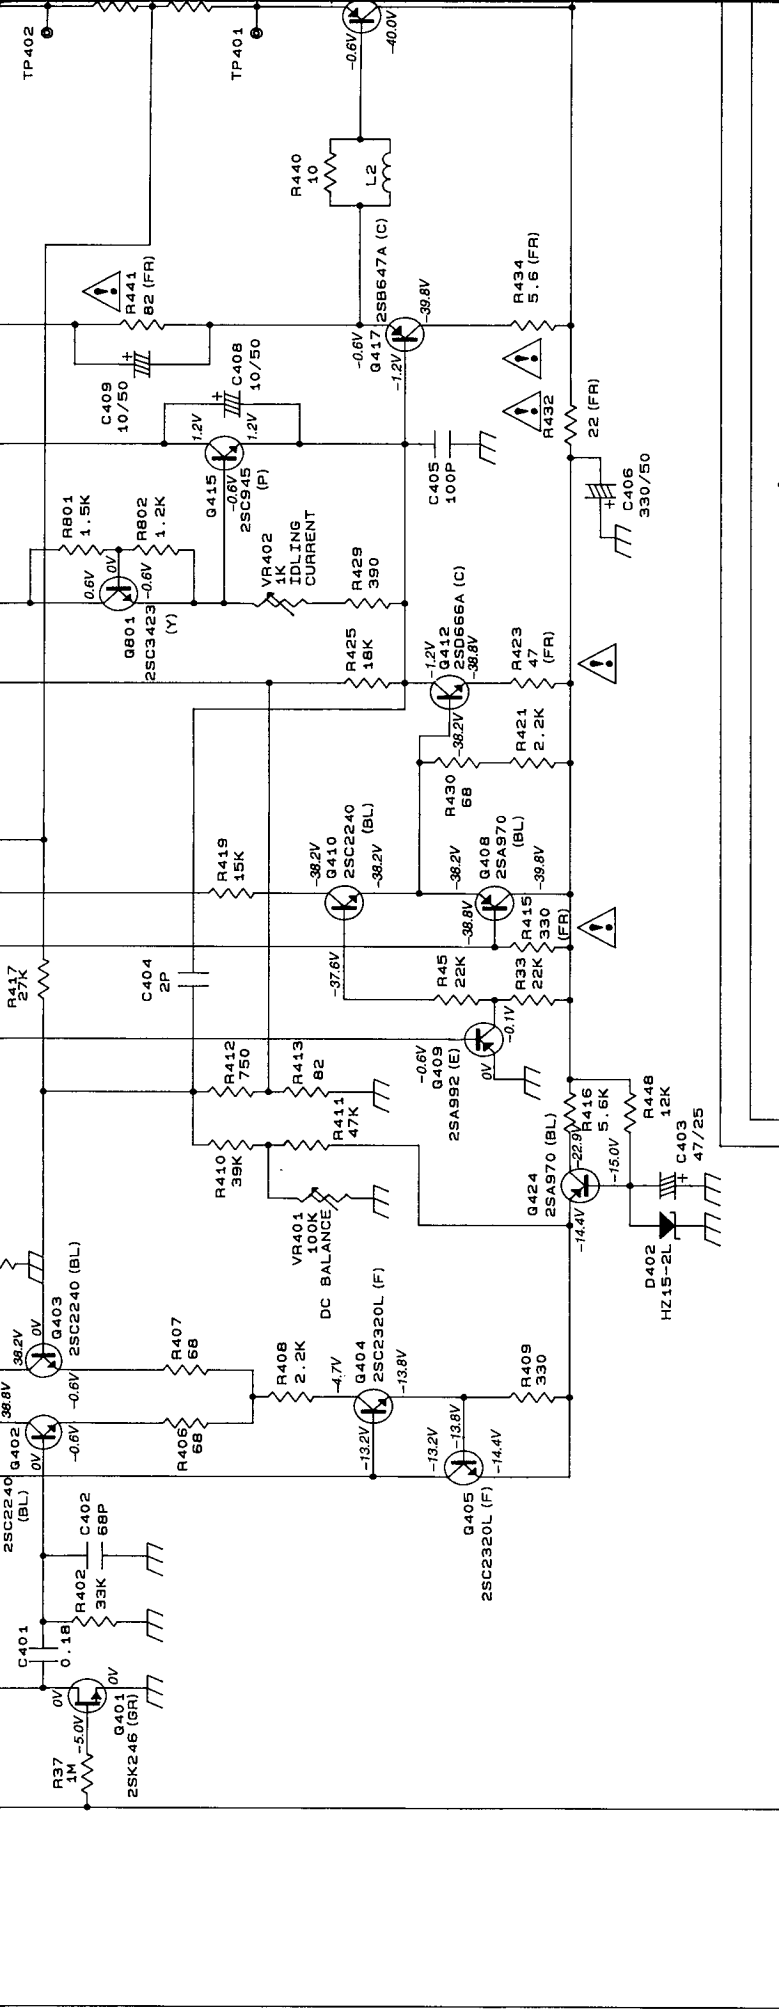 TP402
TP401
-0.6V
-40.0V
R440
10
L2
R441
82 (FR)
C409
10/50
C408
10/50
-0.6V
Q417
2SB647A (C)
-1.2V
-39.8V
R434
5.6 (FR)
R432
22 (FR)
C406
330/50
1.2V
1.2V
Q415
-0.6V
2SC945
(P)
C405
100P
R801
1.5K
R802
1.2K
0.6V
0V
-0.6V
Q801
2SC3423
(Y)
VR402
1K
IDLING
CURRENT
R429
390
R425
18K
-1.2V
Q412
2SD666A (C)
-38.8V
-38.2V
R423
47
(FR)
R421
2.2K
R430
68
R419
15K
-38.2V
Q410
2SC2240
(BL)
-38.2V
-38.2V
Q408
2SA970
(BL)
-38.8V
-39.8V
R415
330
(FR)
R417
27K
C404
2P
-37.6V
R45
22K
R33
22K
-0.1V
-0.6V
Q409
0V
2SA992 (E)
R412
750
R413
82
R411
47K
R410
39K
VR401
100K
DC BALANCE
R416
5.6K
R448
12K
-22.9V
Q424
2SA970 (BL)
-15.0V
-14.4V
C403
47/25
D402
HZ15-2L
38.2V
0V
Q403
2SC2240 (BL)
-0.6V
38.8V
Q402
0V
-0.6V
2SC2240
(BL)
R407
68
R406
68
R408
2.2K
-4.7V
Q404
2SC2320L (F)
-13.8V
-13.2V
R409
330
-13.2V
-13.8V
-14.4V
Q405
2SC2320L (F)
C402
68P
R402
33K
C401
0.18
0V
0V
Q401
2SK246 (GR)
-5.0V
R37
1M